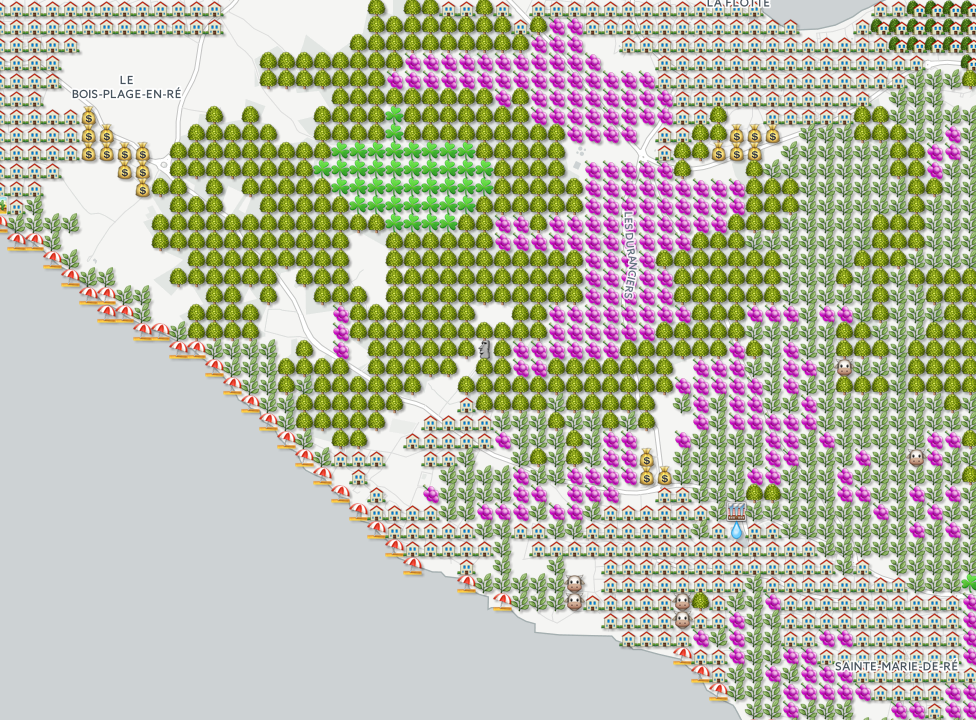 LA FLOTTE
LE
BOIS-PLAGE-EN-RÉ
LES DURANGERS
SAINTE-MARIE-DE-RÉ